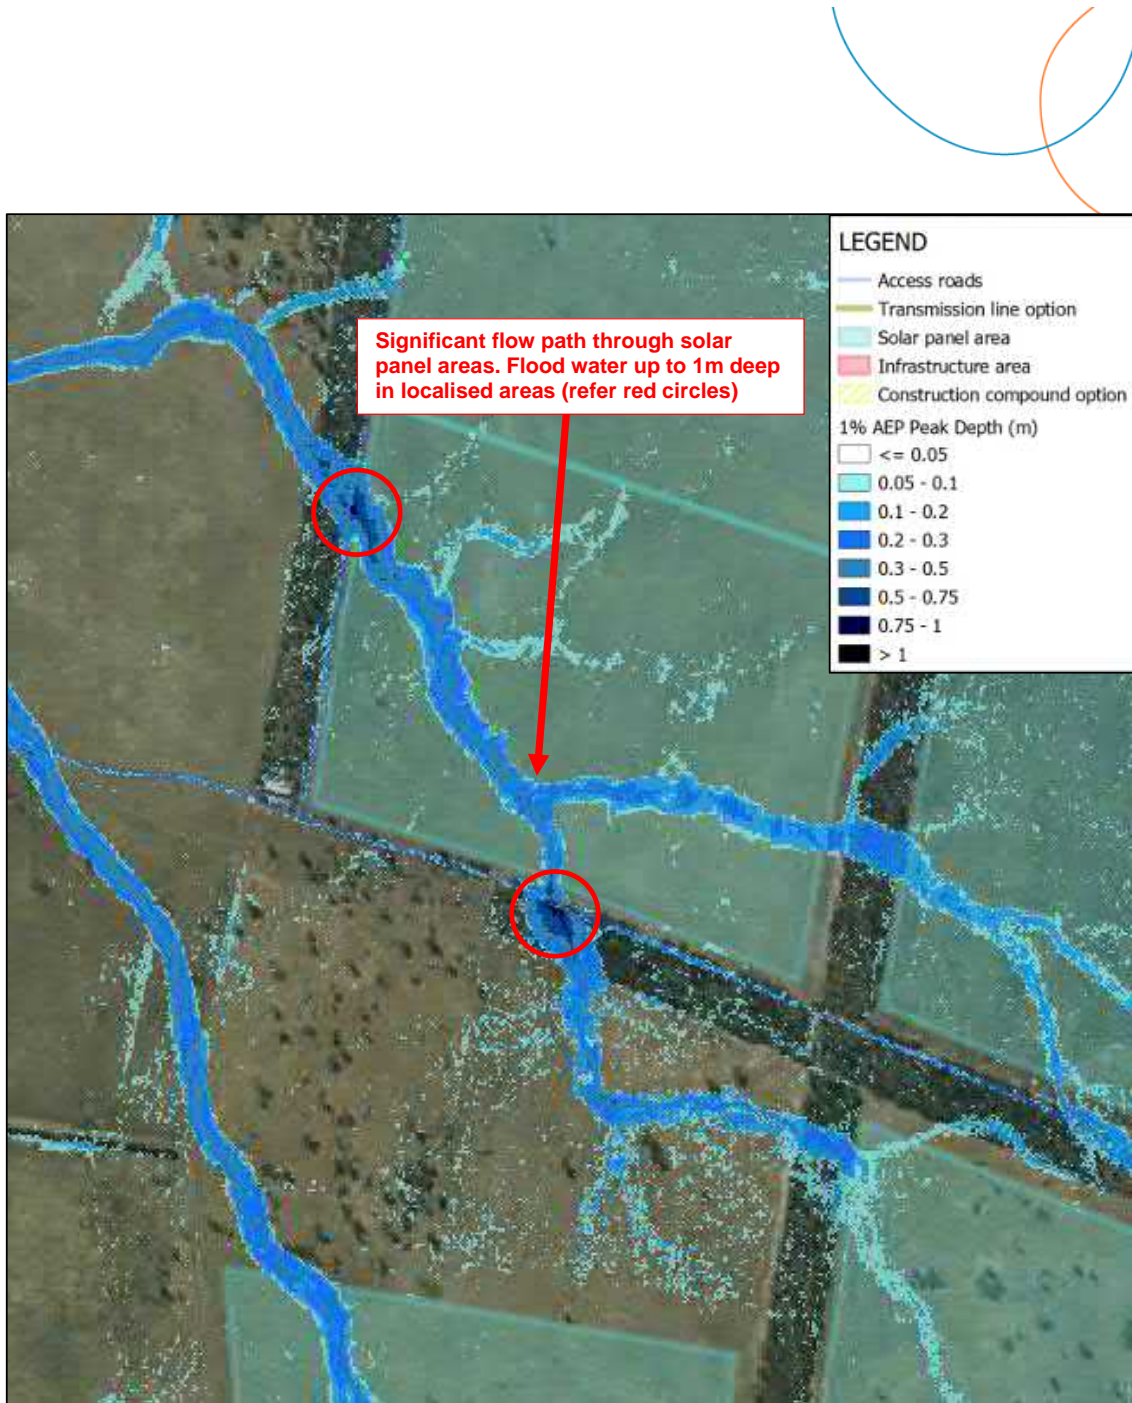 Significant flow path through solar
panel areas. Flood water up to 1m deep
in localised areas (refer red circles)
LEGEND
Access roads
Transmission line option
Solar panel area
Infrastructure area
Construction compound option
1% AEP Peak Depth (m)
<= 0.05
0.05 - 0.1
0.1 - 0.2
0.2 - 0.3
0.3 - 0.5
0.5 - 0.75
0.75 - 1
> 1